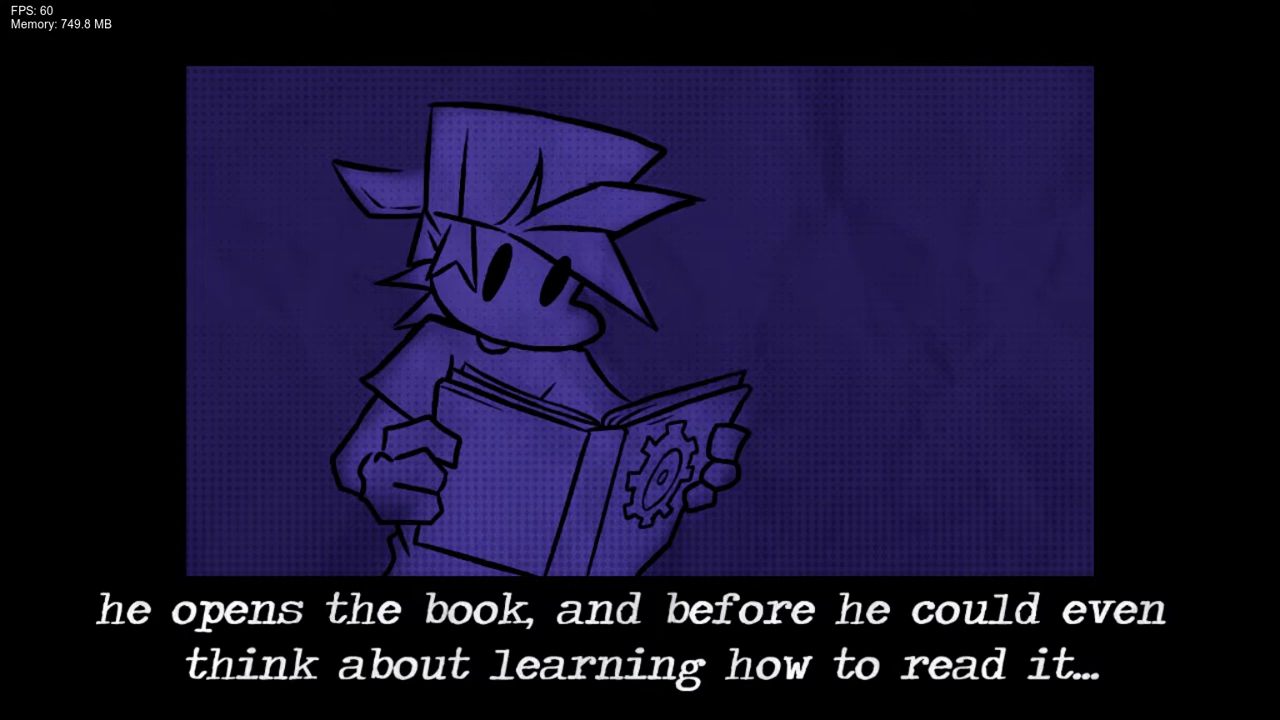 FPS: 60
Memory: 749.8 MB
he opens the book, and before he could even
think about learning how to read it...